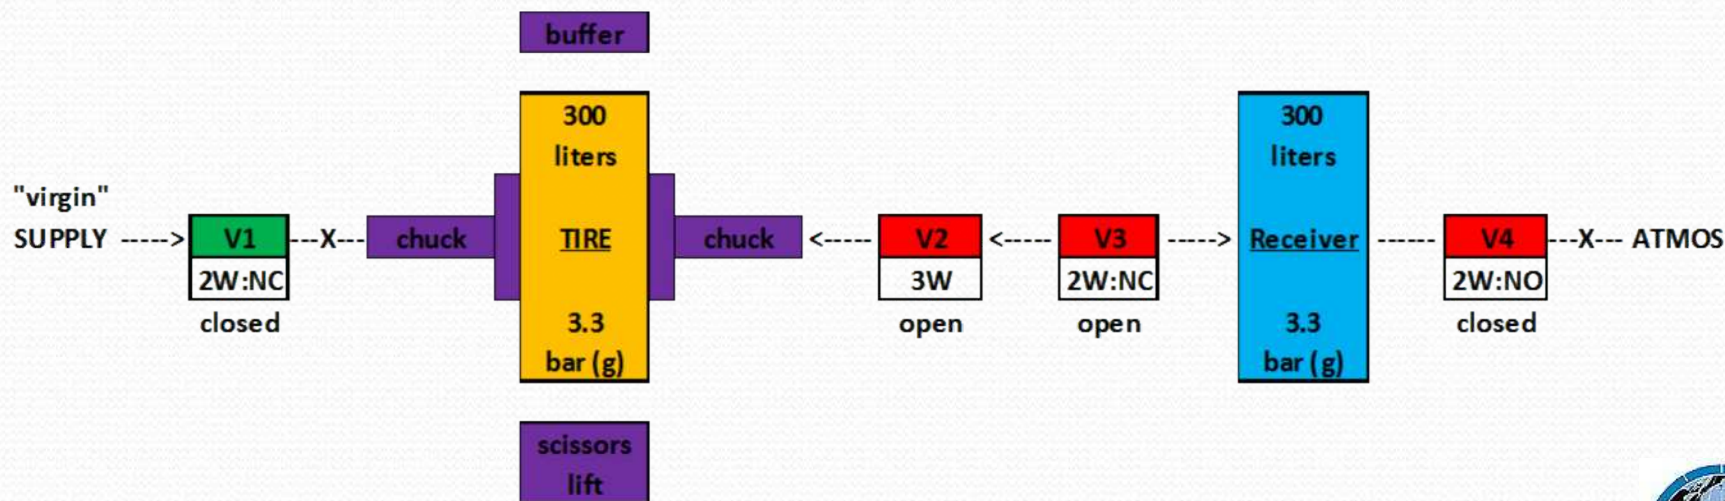 buffer
300
liters
300
liters
"virgin"
SUPPLY ----->
V1
---X---
chuck
TIRE
chuck
<-----
V2
<-----
V3
----->
Receiver
------
V4
---X--- ATMOS
2W:NC
3W
2W:NC
2W:NO
closed
open
open
closed
3.3
bar (g)
3.3
bar (g)
scissors
lift